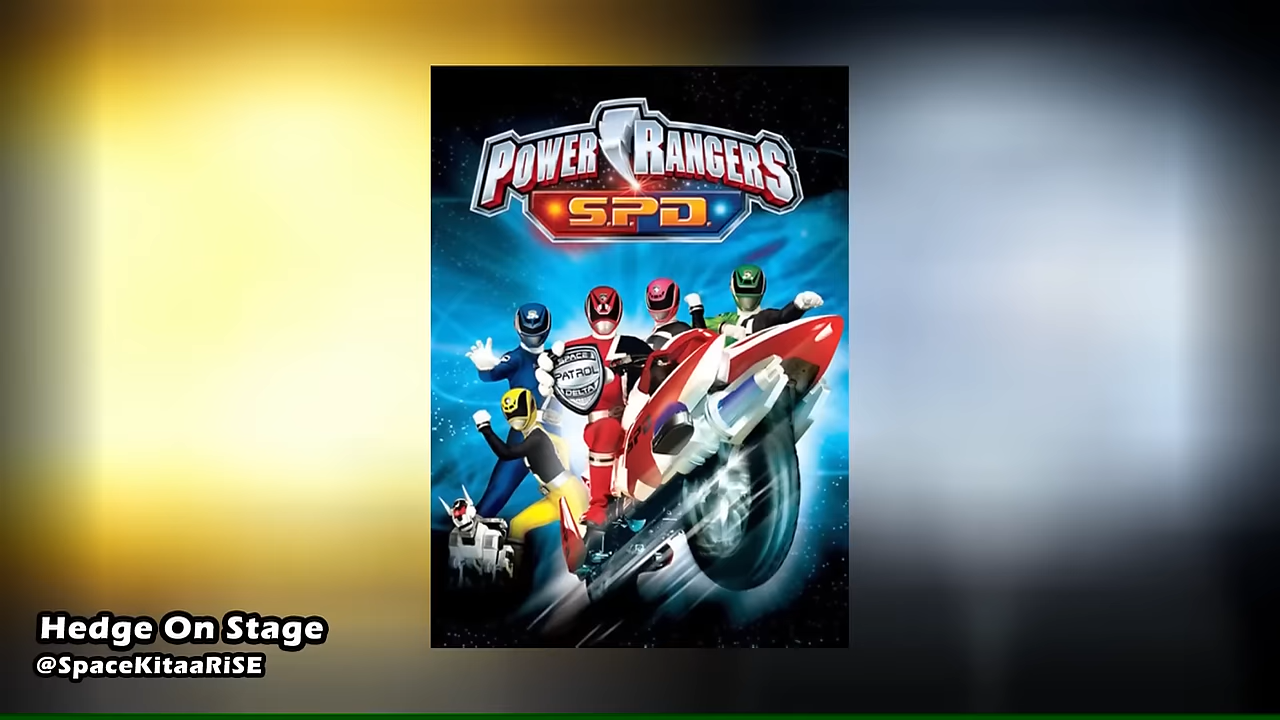 POWER RANGERS
S.P.D.
SPACE
PATROL
DELTA
Hedge On Stage
@SpaceKitaaRiSE